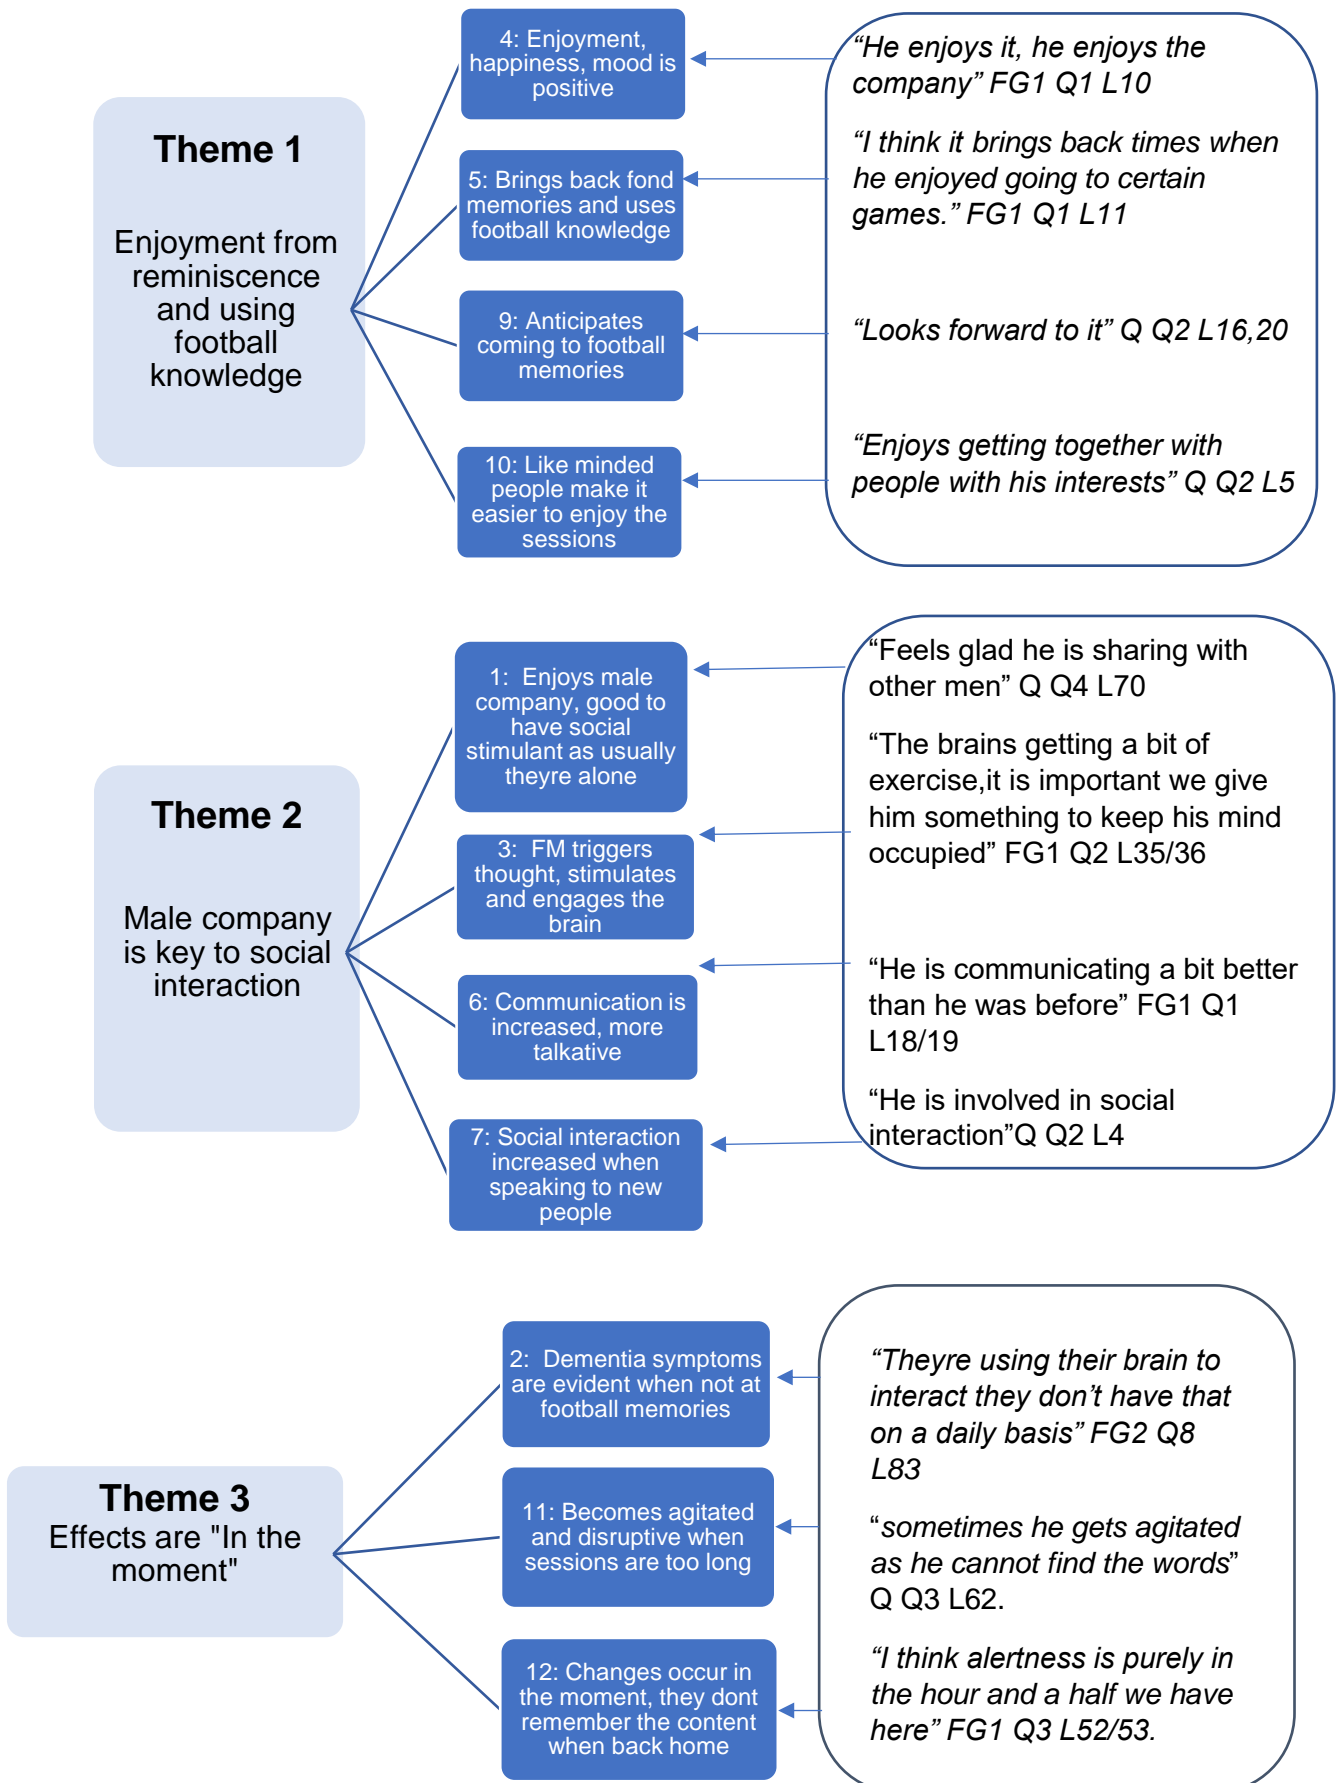 Theme 1
Enjoyment from
reminiscence
and using
football
knowledge
4: Enjoyment,
happiness, mood is
positive
5: Brings back fond
memories and uses
football knowledge
9: Anticipates
coming to football
memories
10: Like minded
people make it
easier to enjoy the
sessions
“He enjoys it, he enjoys the
company” FG1 Q1 L10
“I think it brings back times when
he enjoyed going to certain
games.” FG1 Q1 L11
“Looks forward to it” Q Q2 L16,20
“Enjoys getting together with
people with his interests” Q Q2 L5
Theme 2
Male company
is key to social
interaction
1: Enjoys male
company, good to
have social
stimulant as usually
theyre alone
3: FM triggers
thought, stimulates
and engages the
brain
6: Communication is
increased, more
talkative
7: Social interaction
increased when
speaking to new
people
“Feels glad he is sharing with
other men” Q Q4 L70
“The brains getting a bit of
exercise,it is important we give
him something to keep his mind
occupied” FG1 Q2 L35/36
“He is communicating a bit better
than he was before” FG1 Q1
L18/19
“He is involved in social
interaction”Q Q2 L4
Theme 3
Effects are "In the
moment"
2: Dementia symptoms
are evident when not at
football memories
11: Becomes agitated
and disruptive when
sessions are too long
12: Changes occur in
the moment, they dont
remember the content
when back home
“Theyre using their brain to
interact they don’t have that
on a daily basis” FG2 Q8
L83
“sometimes he gets agitated
as he cannot find the words”
Q Q3 L62.
“I think alertness is purely in
the hour and a half we have
here” FG1 Q3 L52/53.